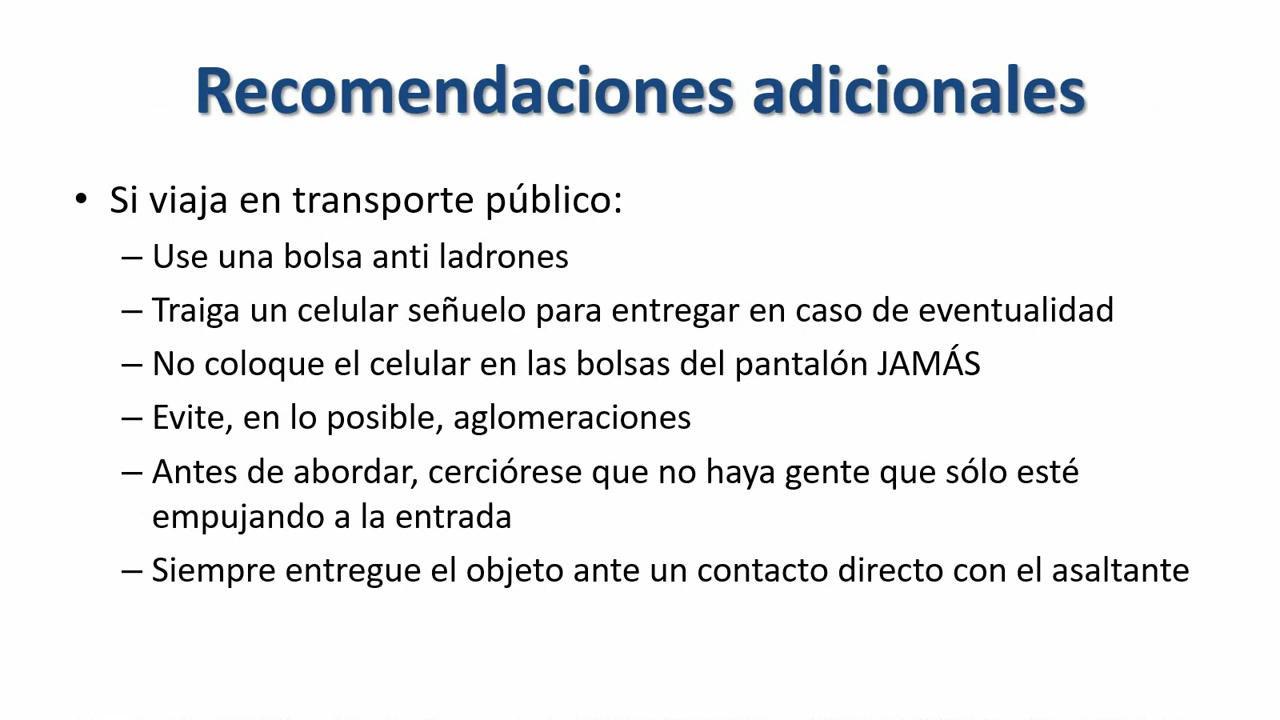 Recomendaciones adicionales
• Si viaja en transporte público:
– Use una bolsa anti ladrones
– Traiga un celular señuelo para entregar en caso de eventualidad
– No coloque el celular en las bolsas del pantalón JAMÁS
– Evite, en lo posible, aglomeraciones
– Antes de abordar, cerciórese que no haya gente que sólo esté
empujando a la entrada
– Siempre entregue el objeto ante un contacto directo con el asaltante